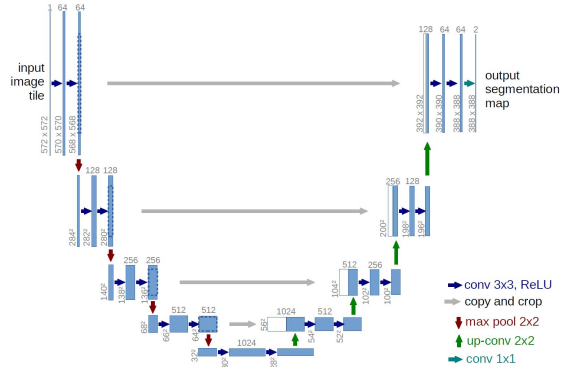 1 64 64
128 64 64 2
input
image
tile
output
segmentation
map
572 x 572
570 x 570
568 x 568
392 x 392
390 x 390
388 x 388
388 x 388
128 128
256 128
284²
282²
280²
200²
198²
196²
256 256
512 256
140²
138²
136²
104²
102²
100²
512 512
1024 512
68²
66²
64²
56²
54²
52²
1024
32²
conv 3x3, ReLU
copy and crop
max pool 2x2
up-conv 2x2
conv 1x1